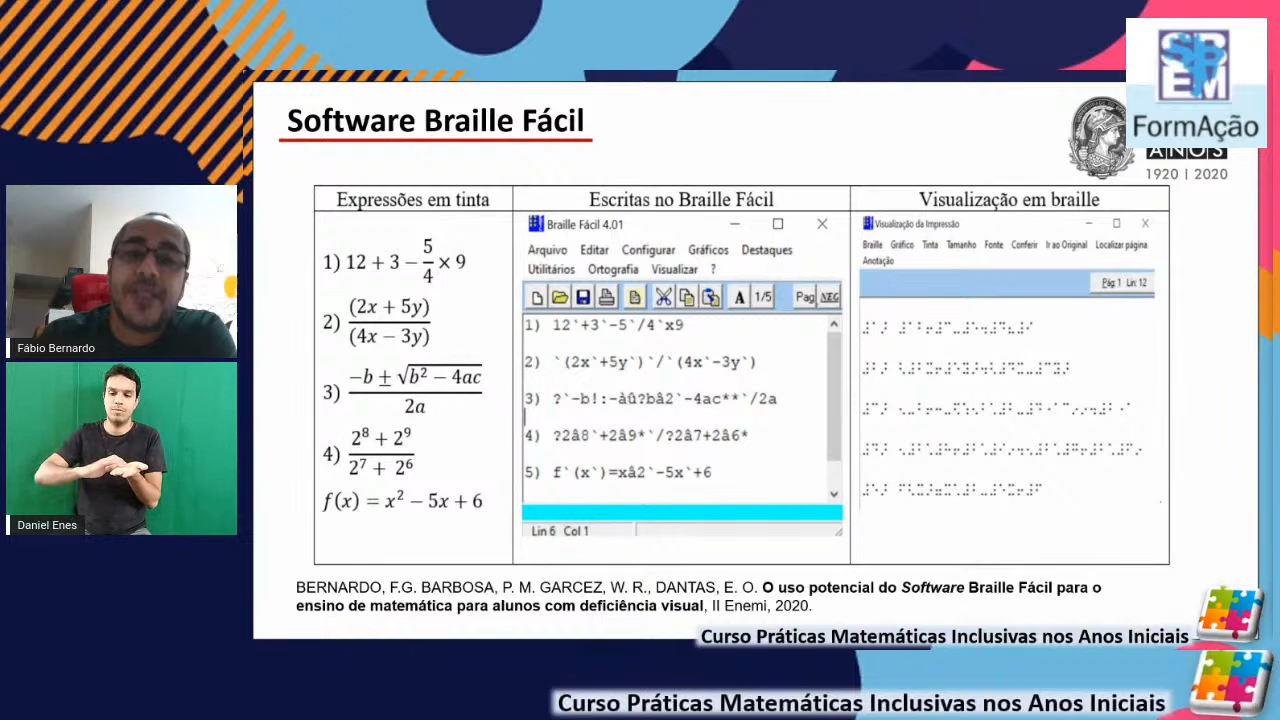 SBEM
FormAção
Software Braille Fácil
ANOS
1920 | 2020
Expressões em tinta
Escritas no Braille Fácil
Visualização em braille
1) 12 + 3 − 5/4 × 9
2) (2x + 5y)/(4x − 3y)
3) −b ± √b² − 4ac / 2a
4) 2⁸ + 2⁹ / 2⁷ + 2⁶
f(x) = x² − 5x + 6
Braille Fácil 4.01
Arquivo Editar Configurar Gráficos Destaques
Utilitários Ortografia Visualizar ?
A 1/5 Pag NEG
1) 12`+3`-5`/4`x9
2) `(2x`+5y`)`/`(4x`-3y`)
3) ?`-b!:-àû?bâ2`-4ac**`/2a
4) ?2â8`+2â9*`/?2â7+2â6*
5) f`(x`)=xâ2`-5x`+6
Lin 6 Col 1
Visualização da Impressão
Braille Gráfico Tinta Tamanho Fonte Conferir Ir ao Original Localizar página
Anotação
Pág: 1 Lin: 12
Fábio Bernardo
Daniel Enes
BERNARDO, F.G. BARBOSA, P. M. GARCEZ, W. R., DANTAS, E. O. O uso potencial do Software Braille Fácil para o
ensino de matemática para alunos com deficiência visual, II Enemi, 2020.
Curso Práticas Matemáticas Inclusivas nos Anos Iniciais
Curso Práticas Matemáticas Inclusivas nos Anos Iniciais